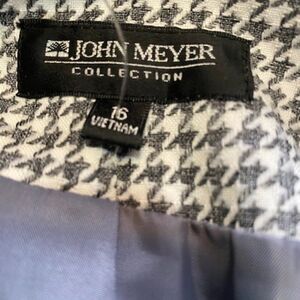 JOHN MEYER
COLLECTION
16
VIETNAM